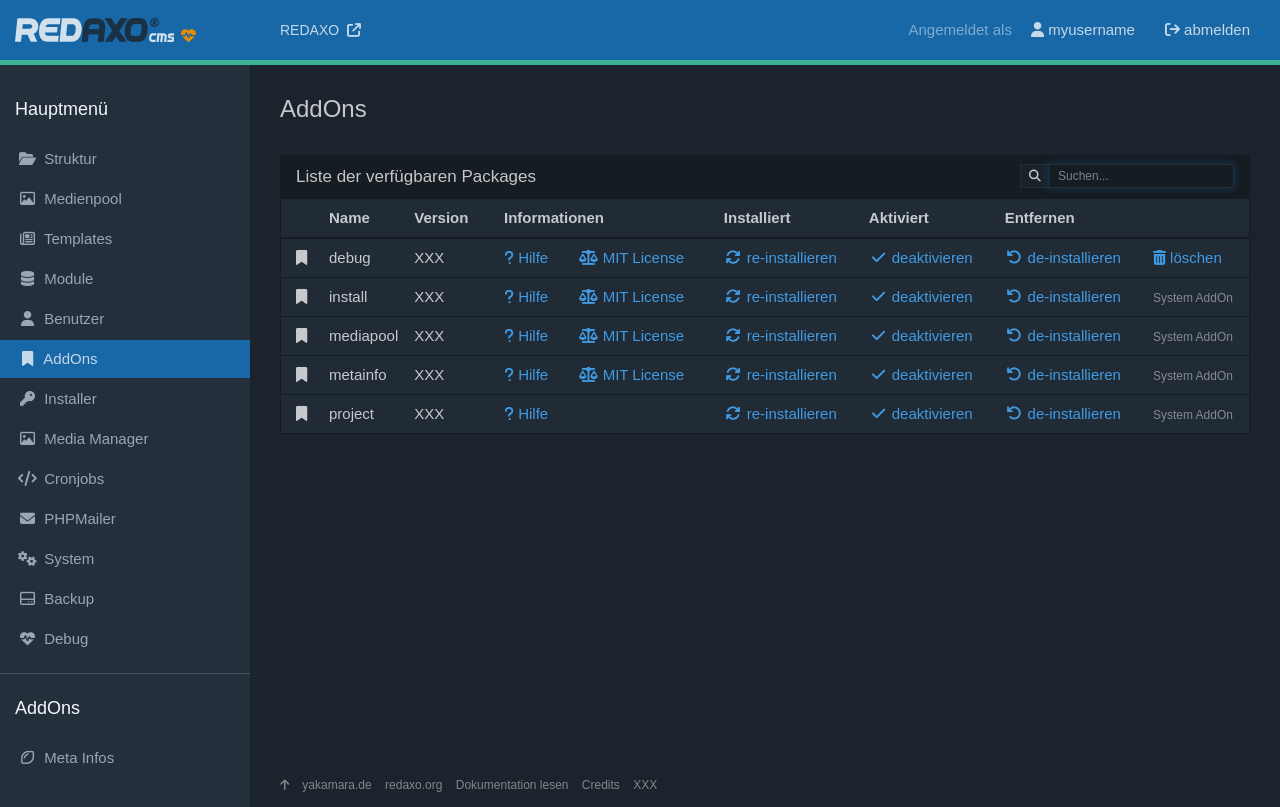 REDAXO® cms
REDAXO
Angemeldet als myusername abmelden
Hauptmenü
Struktur
Medienpool
Templates
Module
Benutzer
AddOns
Installer
Media Manager
Cronjobs
PHPMailer
System
Backup
Debug
AddOns
Meta Infos
AddOns
Liste der verfügbaren Packages
Suchen...
Name Version Informationen Installiert Aktiviert Entfernen
debug XXX Hilfe MIT License re-installieren deaktivieren de-installieren löschen
install XXX Hilfe MIT License re-installieren deaktivieren de-installieren System AddOn
mediapool XXX Hilfe MIT License re-installieren deaktivieren de-installieren System AddOn
metainfo XXX Hilfe MIT License re-installieren deaktivieren de-installieren System AddOn
project XXX Hilfe re-installieren deaktivieren de-installieren System AddOn
yakamara.de redaxo.org Dokumentation lesen Credits XXX